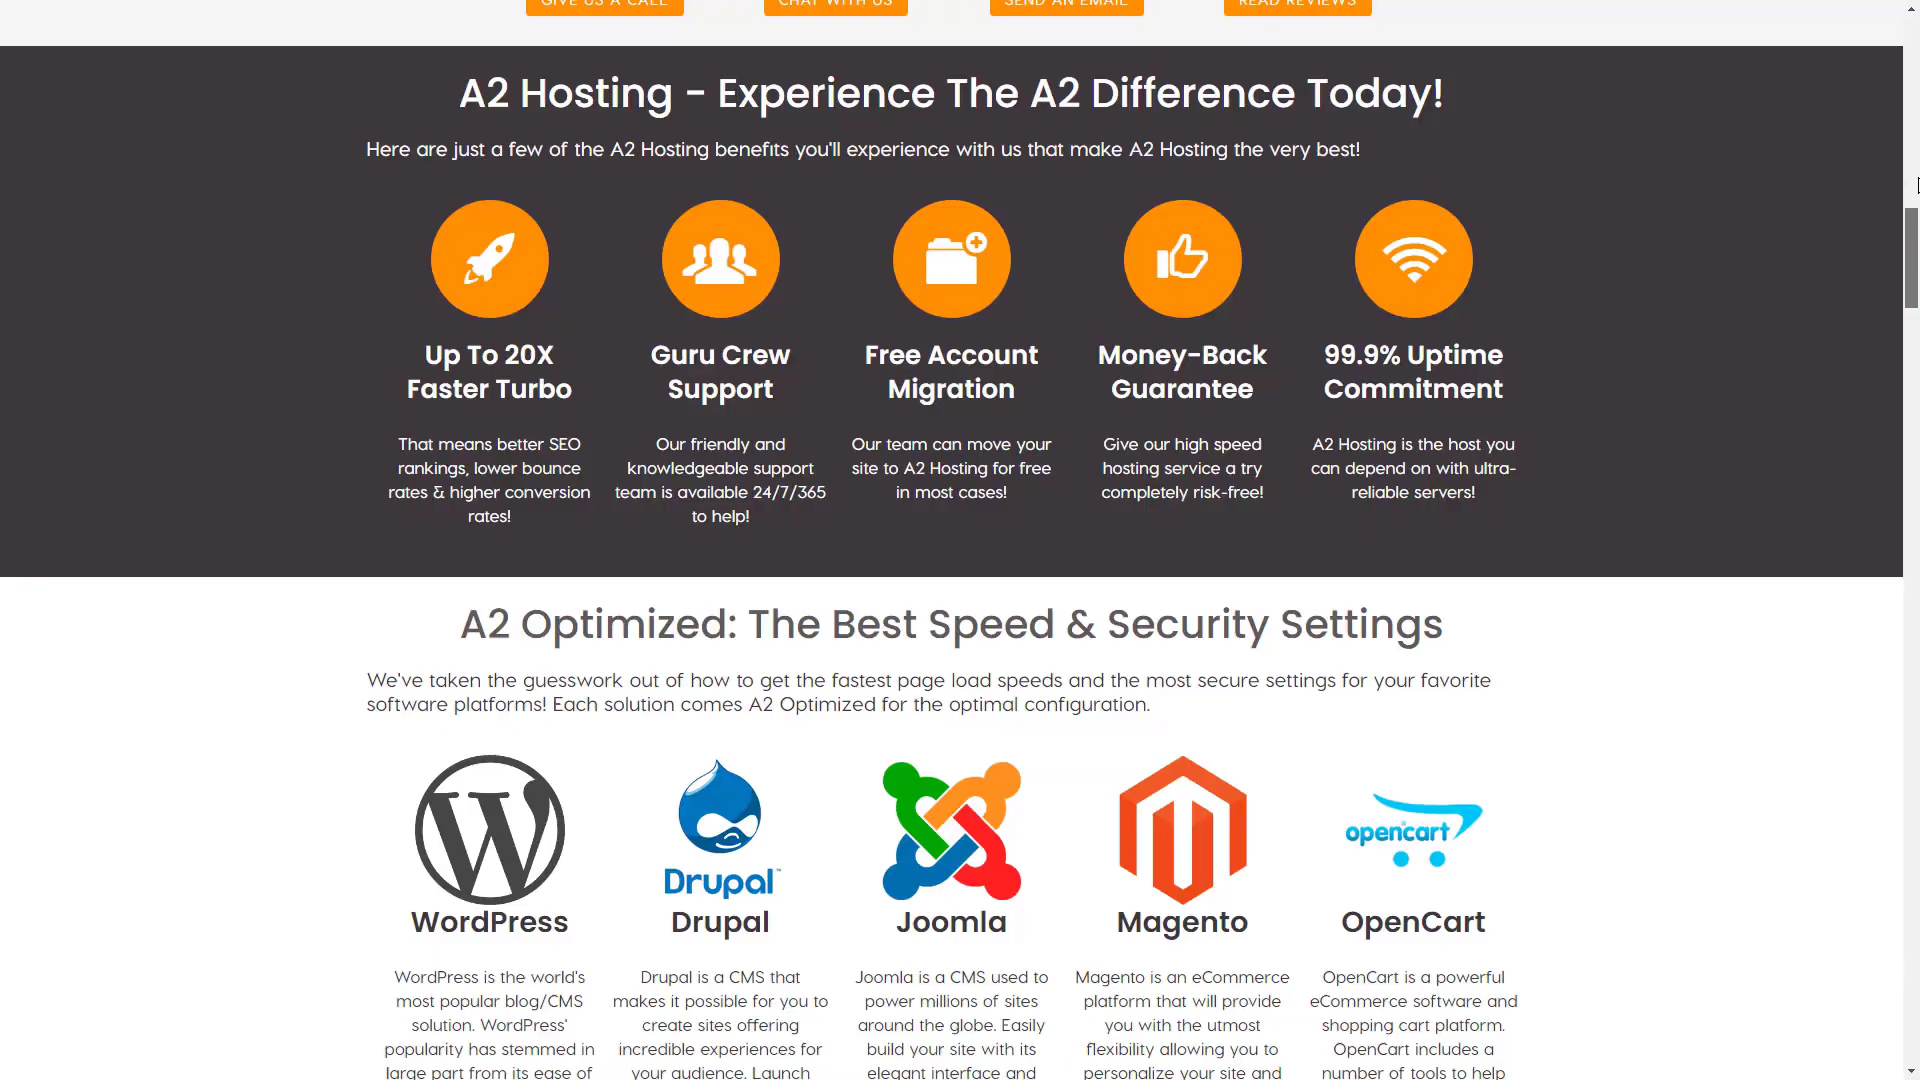 GIVE US A CALL CHAT WITH US SEND AN EMAIL READ REVIEWS
A2 Hosting - Experience The A2 Difference Today!
Here are just a few of the A2 Hosting benefits you'll experience with us that make A2 Hosting the very best!
Up To 20X
Faster Turbo
That means better SEO
rankings, lower bounce
rates & higher conversion
rates!
Guru Crew
Support
Our friendly and
knowledgeable support
team is available 24/7/365
to help!
Free Account
Migration
Our team can move your
site to A2 Hosting for free
in most cases!
Money-Back
Guarantee
Give our high speed
hosting service a try
completely risk-free!
99.9% Uptime
Commitment
A2 Hosting is the host you
can depend on with ultra-
reliable servers!
A2 Optimized: The Best Speed & Security Settings
We've taken the guesswork out of how to get the fastest page load speeds and the most secure settings for your favorite
software platforms! Each solution comes A2 Optimized for the optimal configuration.
WordPress
WordPress is the world's
most popular blog/CMS
solution. WordPress'
popularity has stemmed in
large part from its ease of
Drupal™
Drupal
Drupal is a CMS that
makes it possible for you to
create sites offering
incredible experiences for
your audience. Launch
Joomla
Joomla is a CMS used to
power millions of sites
around the globe. Easily
build your site with its
elegant interface and
Magento
Magento is an eCommerce
platform that will provide
you with the utmost
flexibility allowing you to
personalize your site and
opencart
OpenCart
OpenCart is a powerful
eCommerce software and
shopping cart platform.
OpenCart includes a
number of tools to help